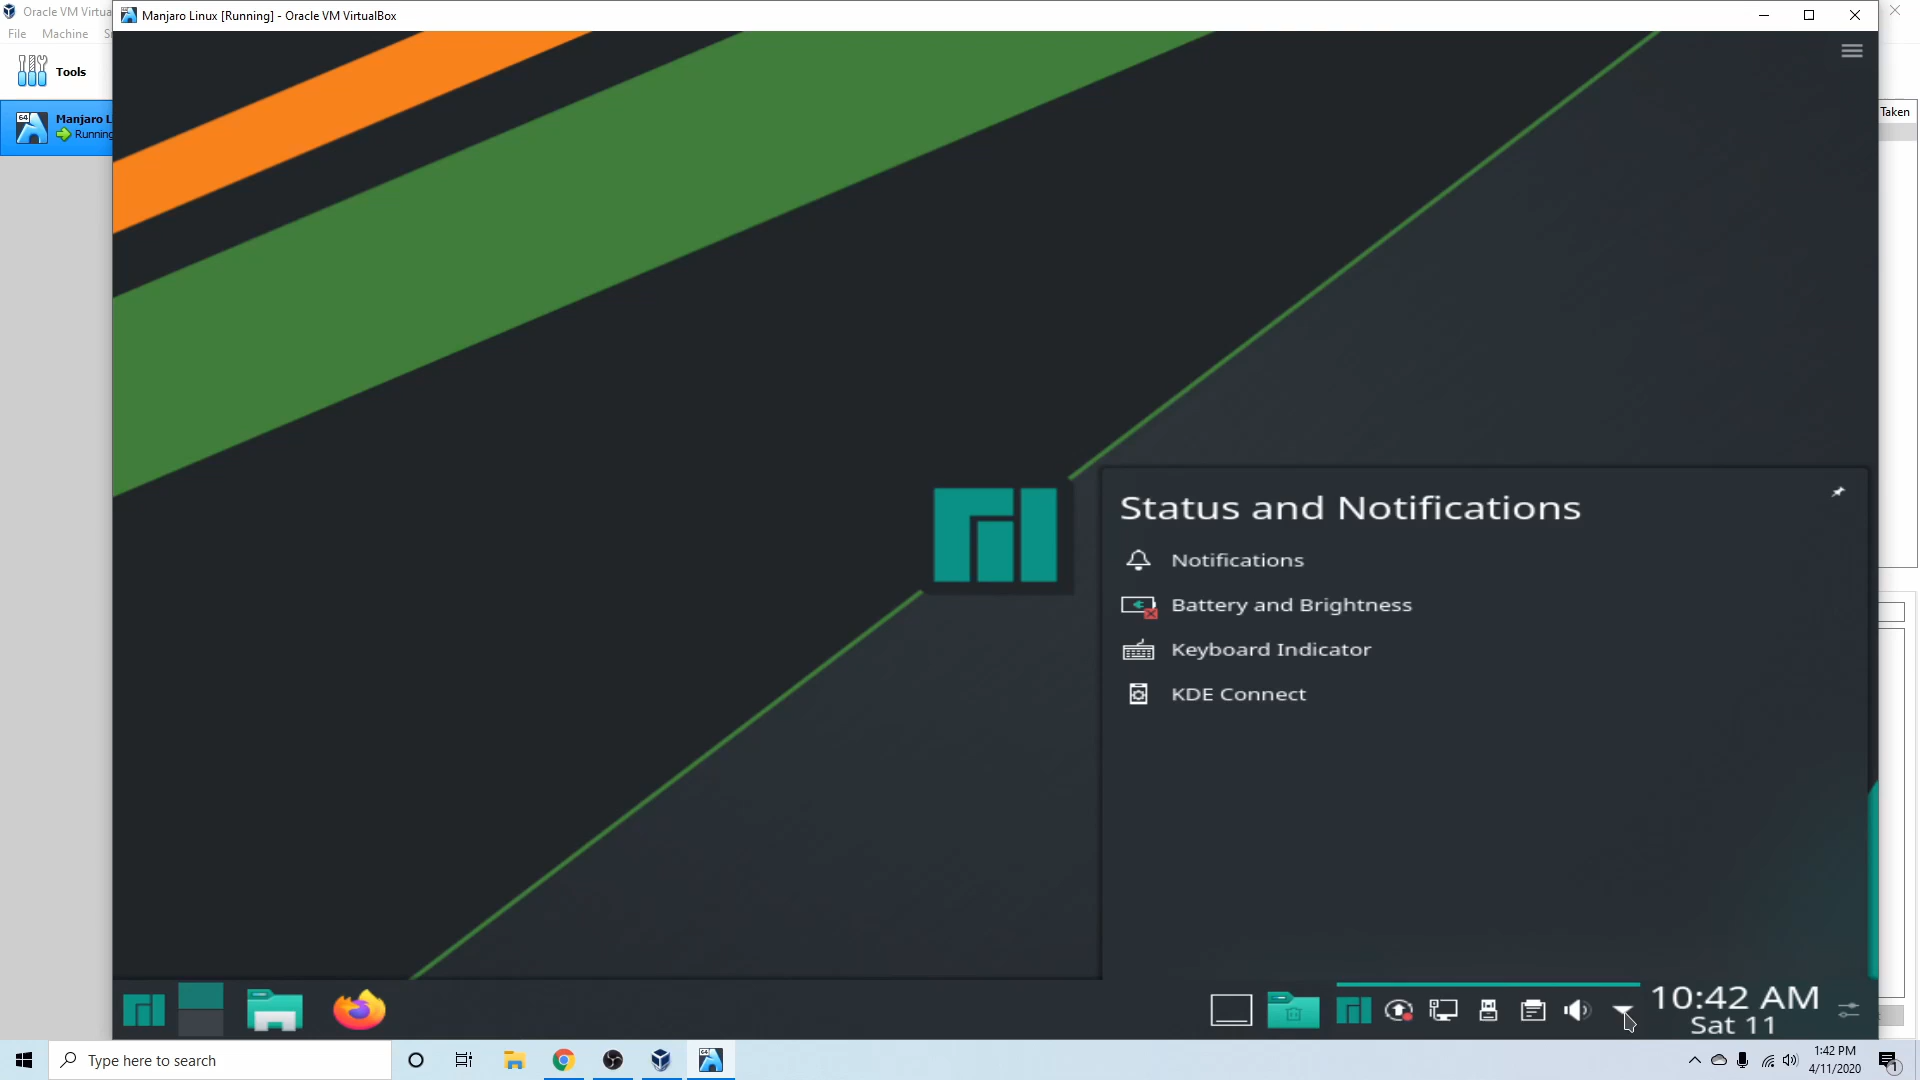 Oracle VM Virtua
Manjaro Linux [Running] - Oracle VM VirtualBox
File Machine S
Tools
64
Manjaro L
Running
Taken
Status and Notifications
Notifications
Battery and Brightness
Keyboard Indicator
KDE Connect
10:42 AM
Sat 11
Type here to search
1:42 PM
4/11/2020
1